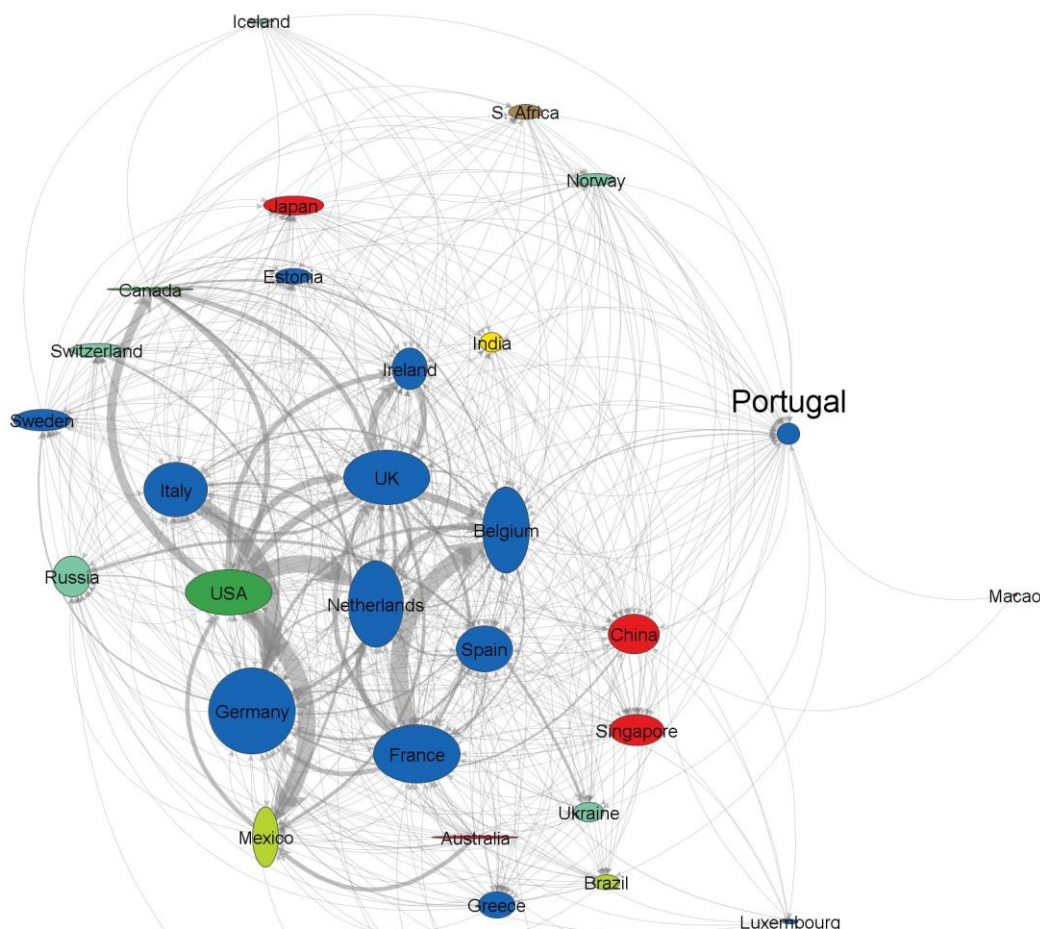 Iceland
S. Africa
Norway
Japan
Estonia
Canada
India
Switzerland
Ireland
Portugal
Sweden
UK
Italy
Belgium
Russia
USA
Netherlands
Macao
China
Spain
Germany
Singapore
France
Ukraine
Mexico
Australia
Brazil
Greece
Luxembourg